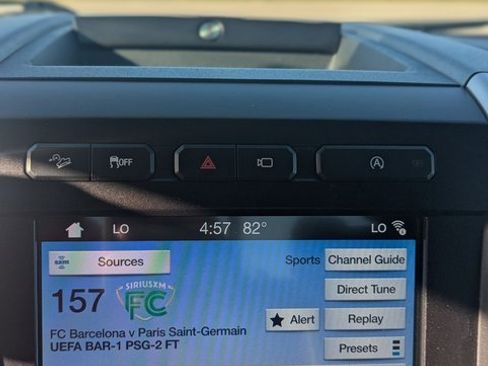 OFF
A
LO 4:57 82° LO
sxm Sources Sports Channel Guide
157 SIRIUSXM FC Direct Tune
Alert Replay
FC Barcelona v Paris Saint-Germain
UEFA BAR-1 PSG-2 FT Presets